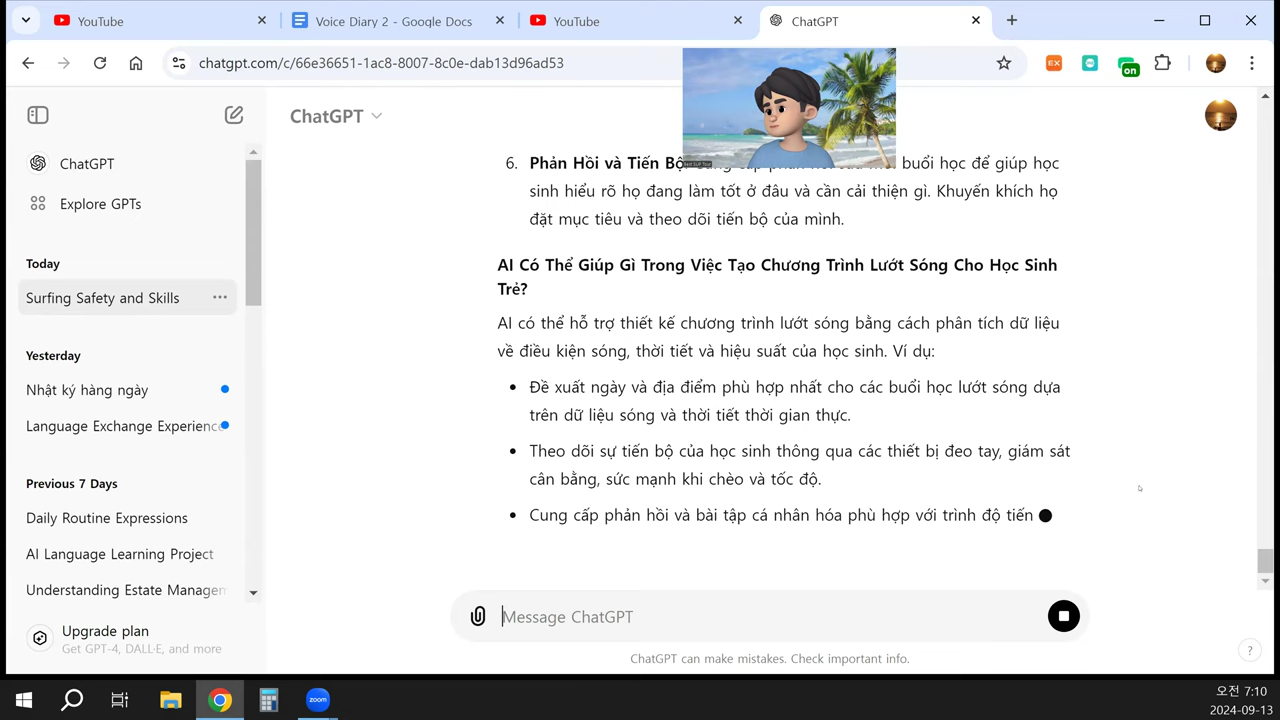 YouTube
Voice Diary 2 - Google Docs
YouTube
ChatGPT
chatgpt.com/c/66e36651-1ac8-8007-8c0e-dab13d96ad53
on
ChatGPT
ChatGPT
Explore GPTs
Today
Surfing Safety and Skills
Yesterday
Nhật ký hàng ngày
Language Exchange Experienc
Previous 7 Days
Daily Routine Expressions
AI Language Learning Project
Understanding Estate Managem
Upgrade plan
Get GPT-4, DALL·E, and more
6. Phản Hồi và Tiến Bộ buổi học để giúp học
sinh hiểu rõ họ đang làm tốt ở đâu và cần cải thiện gì. Khuyến khích họ
đặt mục tiêu và theo dõi tiến bộ của mình.
AI Có Thể Giúp Gì Trong Việc Tạo Chương Trình Lướt Sóng Cho Học Sinh
Trẻ?
AI có thể hỗ trợ thiết kế chương trình lướt sóng bằng cách phân tích dữ liệu
về điều kiện sóng, thời tiết và hiệu suất của học sinh. Ví dụ:
• Đề xuất ngày và địa điểm phù hợp nhất cho các buổi học lướt sóng dựa
trên dữ liệu sóng và thời tiết thời gian thực.
• Theo dõi sự tiến bộ của học sinh thông qua các thiết bị đeo tay, giám sát
cân bằng, sức mạnh khi chèo và tốc độ.
• Cung cấp phản hồi và bài tập cá nhân hóa phù hợp với trình độ tiến
Message ChatGPT
ChatGPT can make mistakes. Check important info.
?
zoom
오전 7:10
2024-09-13